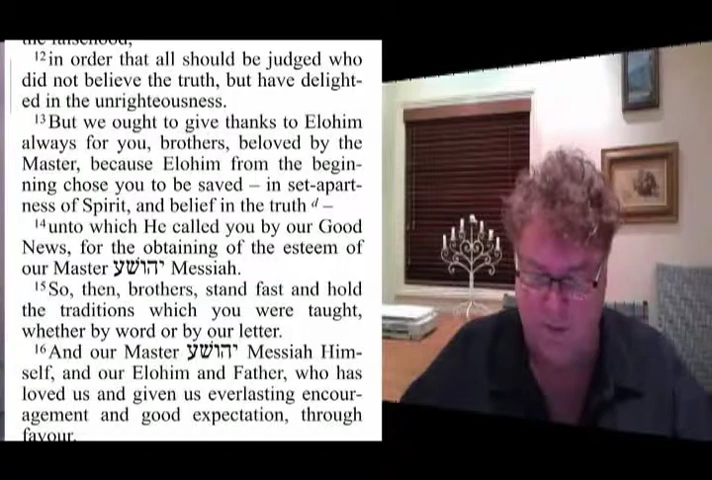 the falsehood,
12in order that all should be judged who
did not believe the truth, but have delight-
ed in the unrighteousness.
13But we ought to give thanks to Elohim
always for you, brothers, beloved by the
Master, because Elohim from the begin-
ning chose you to be saved – in set-apart-
ness of Spirit, and belief in the truth d –
14unto which He called you by our Good
News, for the obtaining of the esteem of
our Master יהושע Messiah.
15So, then, brothers, stand fast and hold
the traditions which you were taught,
whether by word or by our letter.
16And our Master יהושע Messiah Him-
self, and our Elohim and Father, who has
loved us and given us everlasting encour-
agement and good expectation, through
favour,